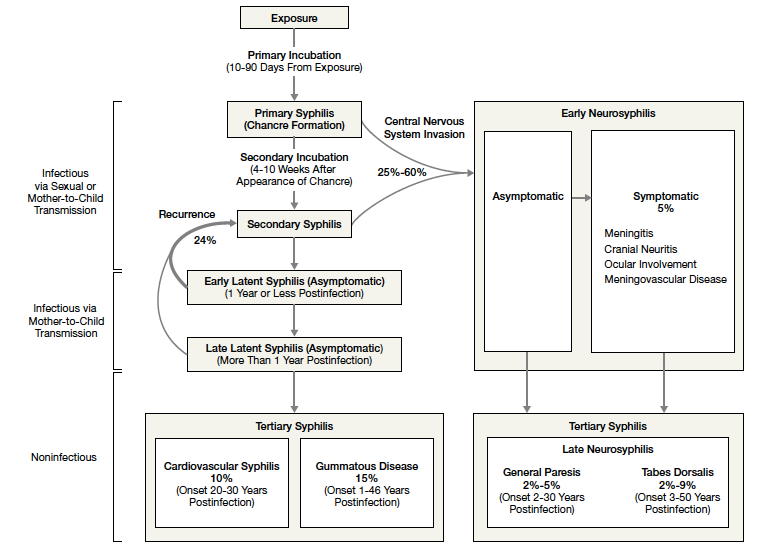 Exposure
Primary Incubation
(10-90 Days From Exposure)
Primary Syphilis
(Chancre Formation)
Central Nervous
System Invasion
25%-60%
Secondary Incubation
(4-10 Weeks After
Appearance of Chancre)
Infectious
via Sexual or
Mother-to-Child
Transmission
Recurrence
24%
Secondary Syphilis
Early Latent Syphilis (Asymptomatic)
(1 Year or Less Postinfection)
Infectious via
Mother-to-Child
Transmission
Late Latent Syphilis (Asymptomatic)
(More Than 1 Year Postinfection)
Early Neurosyphilis
Asymptomatic
Symptomatic
5%
Meningitis
Cranial Neuritis
Ocular Involvement
Meningovascular Disease
Noninfectious
Tertiary Syphilis
Cardiovascular Syphilis
10%
(Onset 20-30 Years
Postinfection)
Gummatous Disease
15%
(Onset 1-46 Years
Postinfection)
Tertiary Syphilis
Late Neurosyphilis
General Paresis
2%-5%
(Onset 2-30 Years
Postinfection)
Tabes Dorsalis
2%-9%
(Onset 3-50 Years
Postinfection)